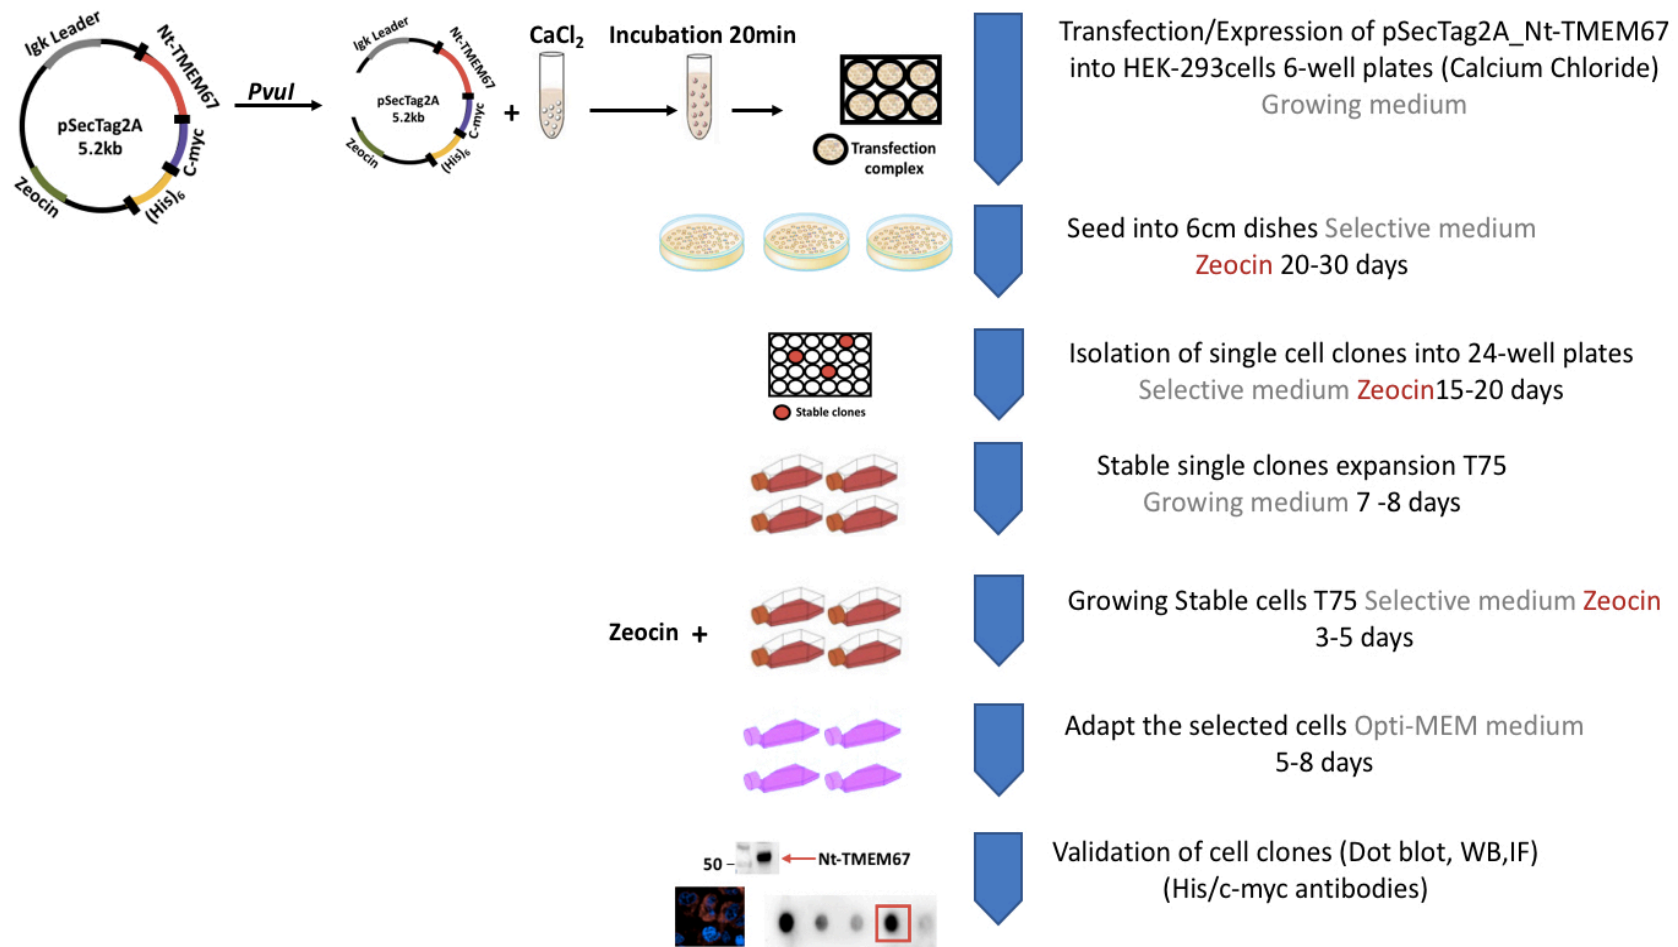 Igk Leader
Nt-TMEM67
pSecTag2A
5.2kb
C-myc
(His)6
Zeocin
PvuI
Igk Leader
Nt-TMEM67
pSecTag2A
5.2kb
C-myc
(His)6
Zeocin
+
CaCl2
Incubation 20min
Transfection
complex
Transfection/Expression of pSecTag2A_Nt-TMEM67
into HEK-293cells 6-well plates (Calcium Chloride)
Growing medium
Seed into 6cm dishes Selective medium
Zeocin 20-30 days
Stable clones
Isolation of single cell clones into 24-well plates
Selective medium Zeocin15-20 days
Stable single clones expansion T75
Growing medium 7 -8 days
Zeocin +
Growing Stable cells T75 Selective medium Zeocin
3-5 days
Adapt the selected cells Opti-MEM medium
5-8 days
50
Nt-TMEM67
Validation of cell clones (Dot blot, WB,IF)
(His/c-myc antibodies)